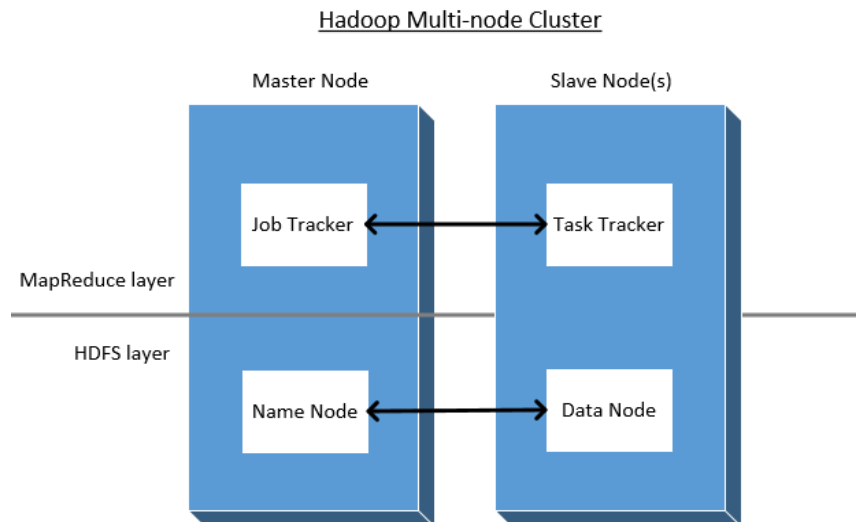 Hadoop Multi-node Cluster
Master Node
Slave Node(s)
Job Tracker
Task Tracker
MapReduce layer
HDFS layer
Name Node
Data Node